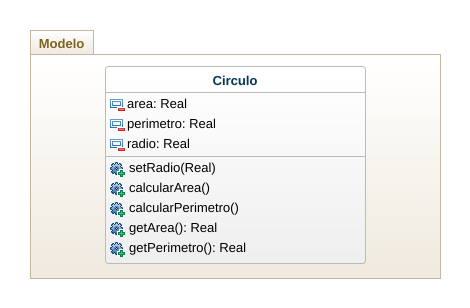 Modelo
Circulo
area: Real
perimetro: Real
radio: Real
setRadio(Real)
calcularArea()
calcularPerimetro()
getArea(): Real
getPerimetro(): Real